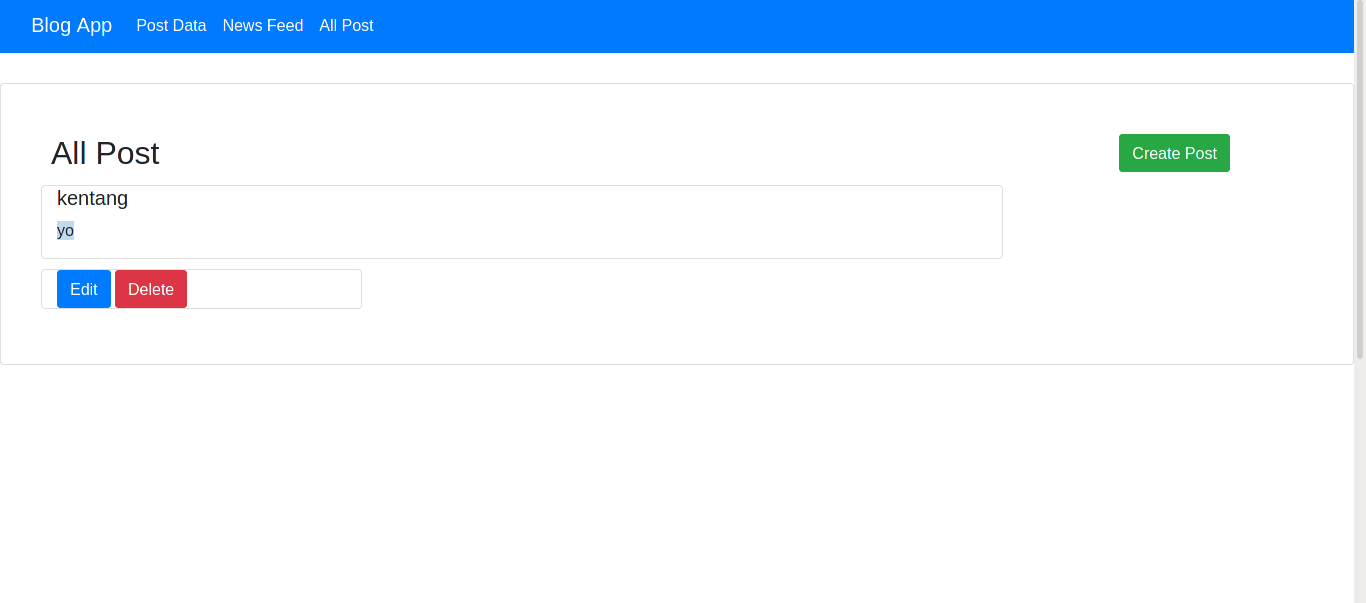 Blog App Post Data News Feed All Post
All Post Create Post
kentang
yo
Edit Delete